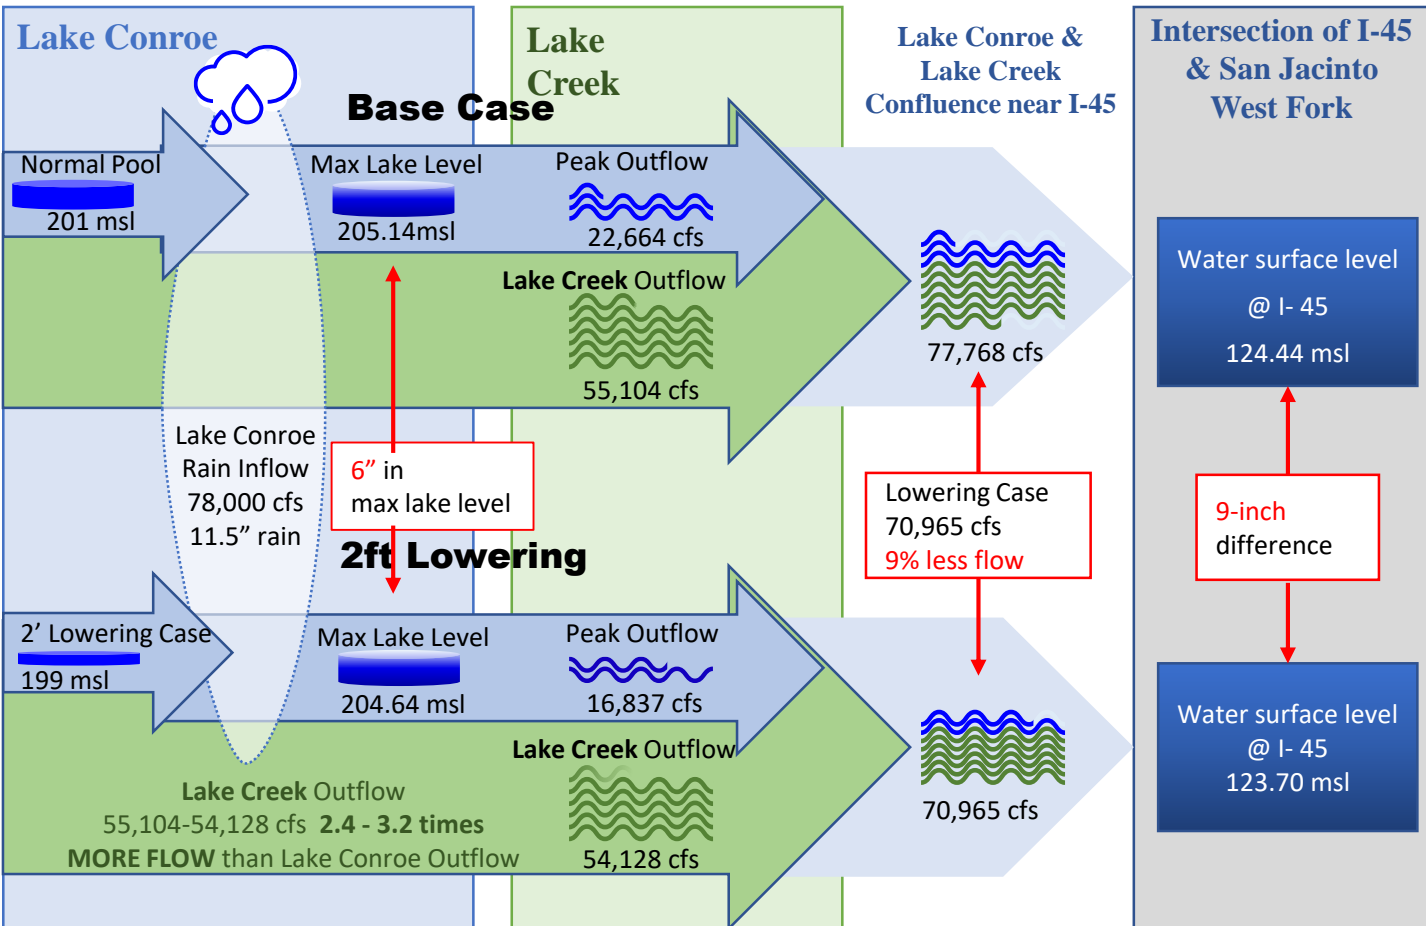 Lake Conroe
Lake
Creek
Lake Conroe &
Lake Creek
Confluence near I-45
Intersection of I-45
& San Jacinto
West Fork
Base Case
Normal Pool
201 msl
Max Lake Level
205.14msl
Peak Outflow
22,664 cfs
Lake Creek Outflow
55,104 cfs
77,768 cfs
Water surface level
@ I- 45
124.44 msl
Lake Conroe
Rain Inflow
78,000 cfs
11.5” rain
6” in
max lake level
Lowering Case
70,965 cfs
9% less flow
9-inch
difference
2ft Lowering
2’ Lowering Case
199 msl
Max Lake Level
204.64 msl
Peak Outflow
16,837 cfs
Lake Creek Outflow
54,128 cfs
70,965 cfs
Water surface level
@ I- 45
123.70 msl
Lake Creek Outflow
55,104-54,128 cfs 2.4 - 3.2 times
MORE FLOW than Lake Conroe Outflow